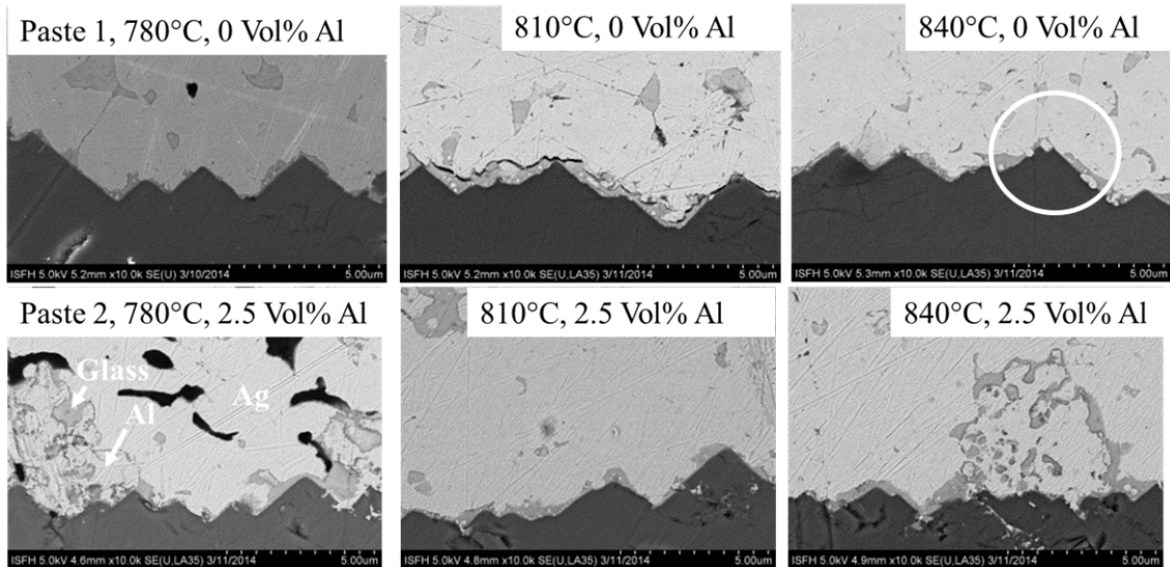 Paste 1, 780°C, 0 Vol% Al
810°C, 0 Vol% Al
840°C, 0 Vol% Al
ISFH 5.0kV 5.2mm x10.0k SE(U) 3/10/2014 5.00um
ISFH 5.0kV 5.2mm x10.0k SE(U,LA35) 3/11/2014 5.00um
ISFH 5.0kV 5.3mm x10.0k SE(U,LA35) 3/11/2014 5.00um
Paste 2, 780°C, 2.5 Vol% Al
810°C, 2.5 Vol% Al
840°C, 2.5 Vol% Al
Glass
Ag
Al
ISFH 5.0kV 4.6mm x10.0k SE(U,LA35) 3/11/2014 5.00um
ISFH 5.0kV 4.8mm x10.0k SE(U,LA35) 3/11/2014 5.00um
ISFH 5.0kV 4.9mm x10.0k SE(U,LA35) 3/11/2014 5.00um